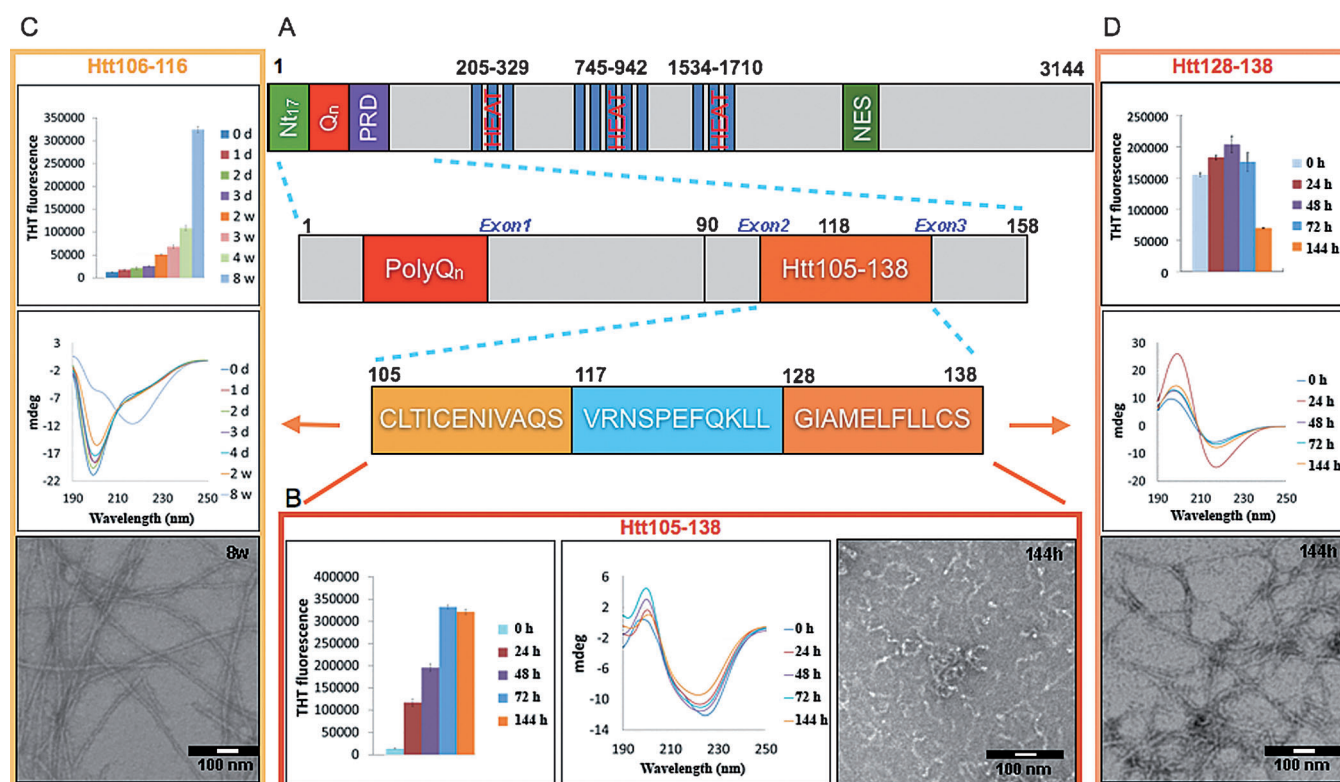 C
Htt106-116
THT fluorescence
350000
300000
250000
200000
150000
100000
50000
0
0 d
1 d
2 d
3 d
2 w
3 w
4 w
8 w
mdeg
3
-2
-7
-12
-17
-22
190
210
230
250
Wavelength (nm)
0 d
1 d
2 d
3 d
4 d
2 w
8 w
8w
100 nm
A
1
205-329
745-942
1534-1710
3144
Nt17
Qn
PRD
HEAT
HEAT
HEAT
NES
1
Exon1
90
Exon2
118
Exon3
158
PolyQn
Htt105-138
105
117
128
138
CLTICENIVAQS
VRNSPEFQKLL
GIAMELFLLCS
B
Htt105-138
THT fluorescence
400000
350000
300000
250000
200000
150000
100000
50000
0
0 h
24 h
48 h
72 h
144 h
mdeg
6
2
-2
-6
-10
-14
190
210
230
250
Wavelength (nm)
0 h
24 h
48 h
72 h
144 h
144h
100 nm
D
Htt128-138
THT fluorescence
250000
200000
150000
100000
50000
0
0 h
24 h
48 h
72 h
144 h
mdeg
30
20
10
0
-10
-20
190
210
230
250
Wavelength (nm)
0 h
24 h
48 h
72 h
144 h
144h
100 nm